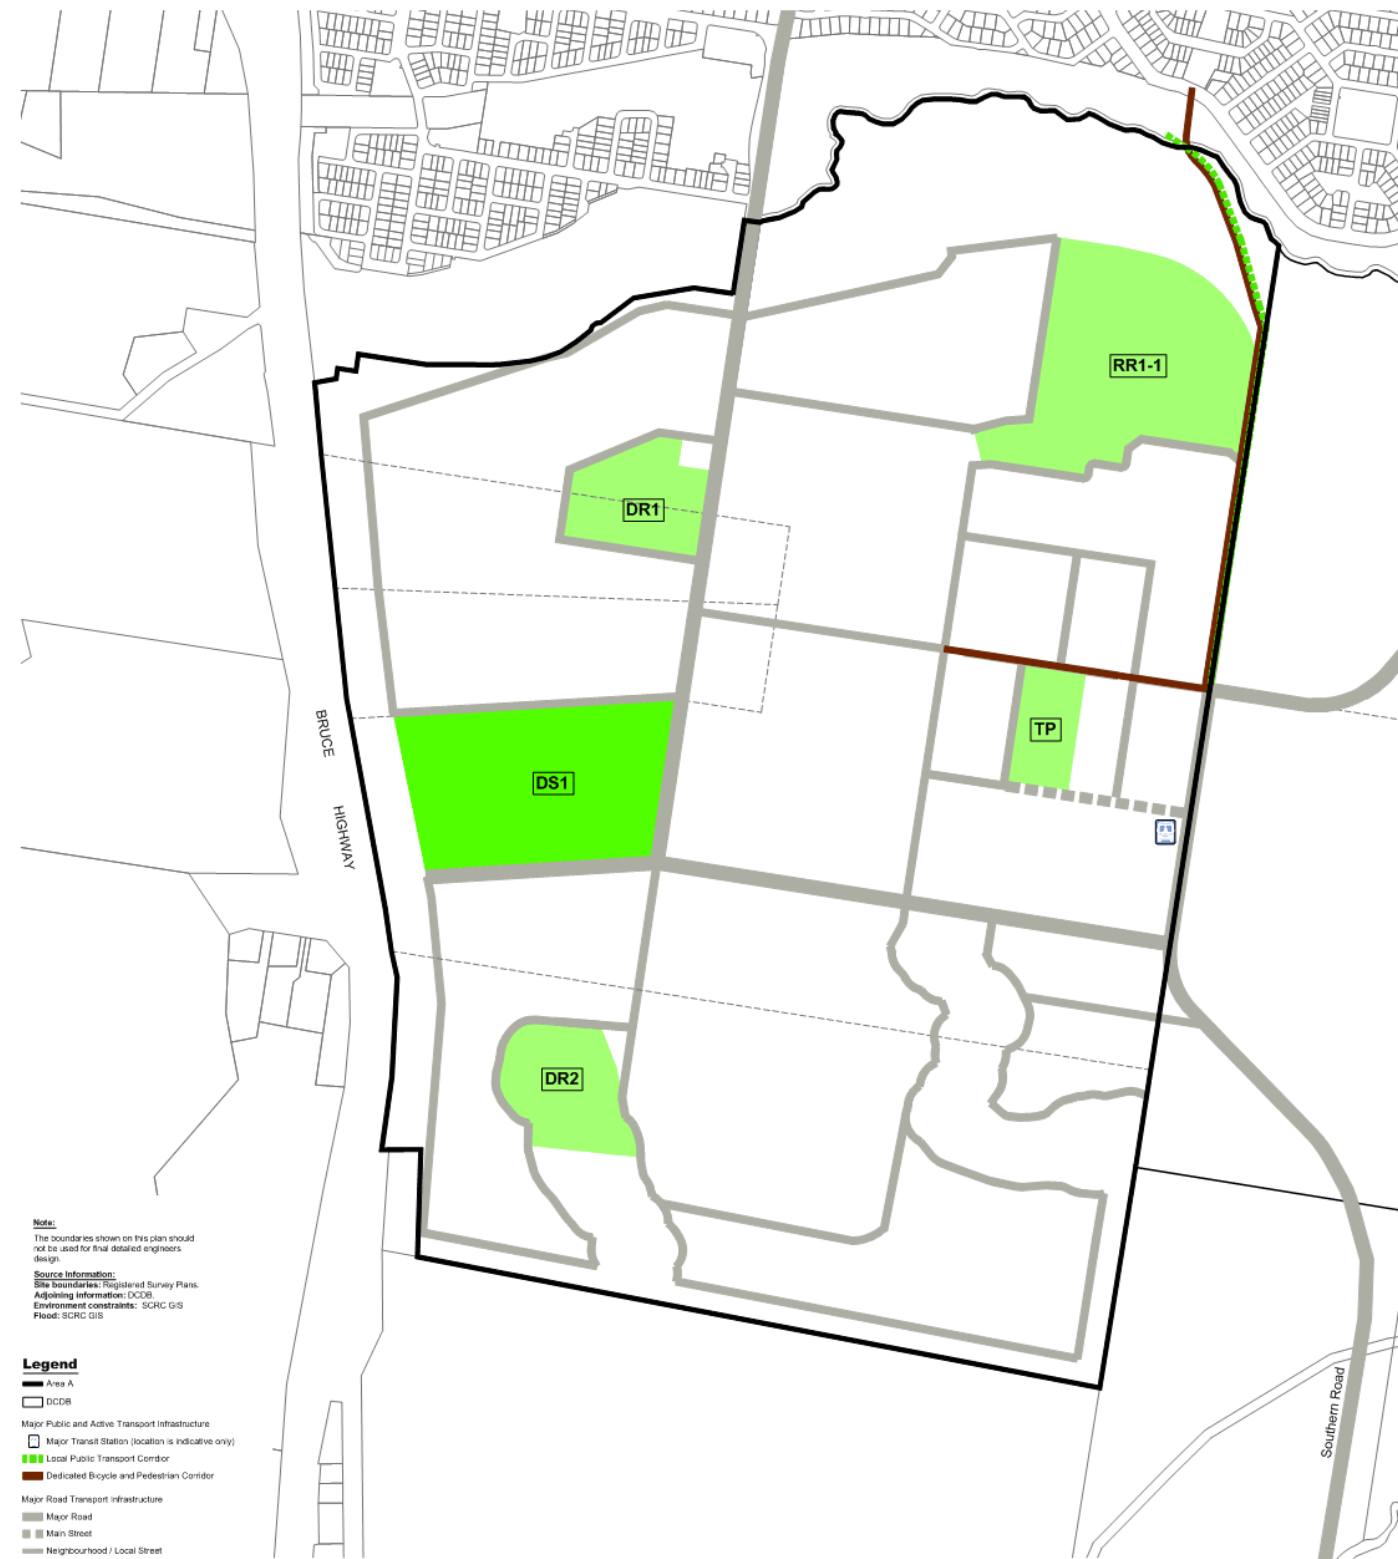 RR1-1
DR1
TP
DS1
BRUCE
HIGHWAY
DR2
Southern Road
Note:
The boundaries shown on this plan should
not be used for final detailed engineers
design.
Source Information:
Site boundaries: Registered Survey Plans.
Adjoining information: DCDB.
Environment constraints: SCRC GIS
Flood: SCRC GIS
Legend
Area A
DCDB
Major Public and Active Transport Infrastructure
Major Transit Station (location is indicative only)
Local Public Transport Corrdior
Dedicated Bicycle and Pedestrian Corridor
Major Road Transport Infrastructure
Major Road
Main Street
Neighbourhood / Local Street